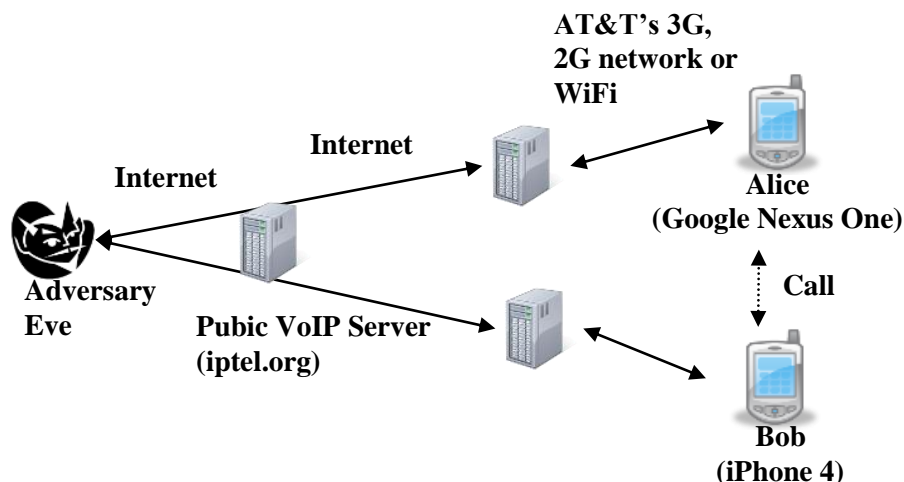 AT&T's 3G,
2G network or
WiFi
Internet
Internet
Alice
(Google Nexus One)
Adversary
Eve
Call
Pubic VoIP Server
(iptel.org)
Bob
(iPhone 4)